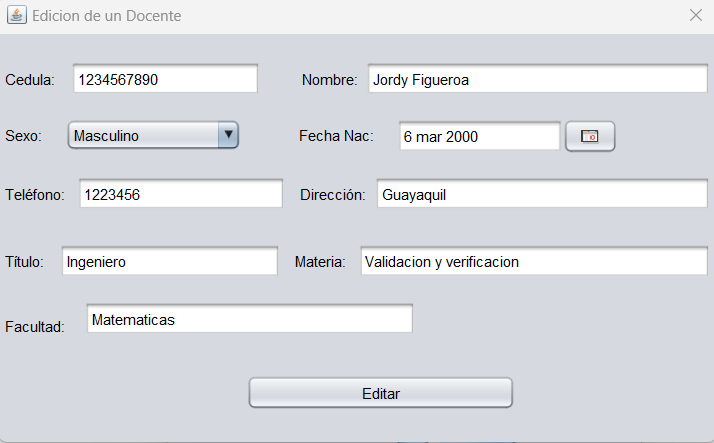 Edicion de un Docente
Cedula: 1234567890 Nombre: Jordy Figueroa
Sexo: Masculino Fecha Nac: 6 mar 2000
Teléfono: 1223456 Dirección: Guayaquil
Título: Ingeniero Materia: Validacion y verificacion
Facultad: Matematicas
Editar